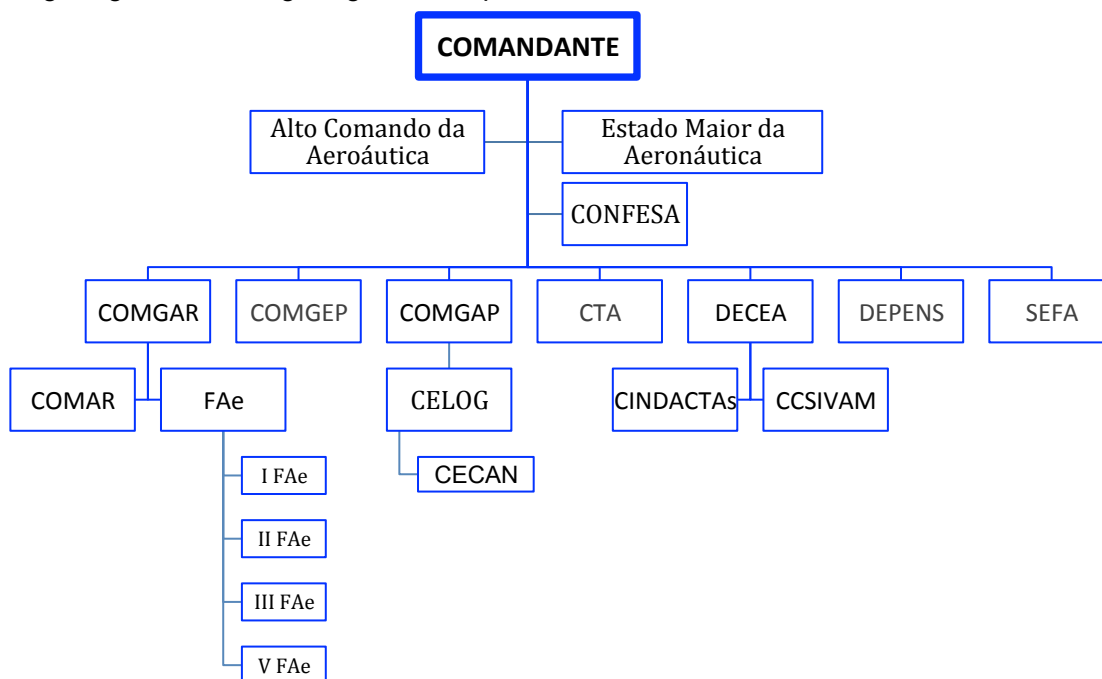 COMANDANTE
Alto Comando da
Aeroáutica
Estado Maior da
Aeronáutica
CONFESA
COMGAR
COMGEP
COMGAP
CTA
DECEA
DEPENS
SEFA
COMAR
FAe
CELOG
CINDACTAs
CCSIVAM
I FAe
CECAN
II FAe
III FAe
V FAe